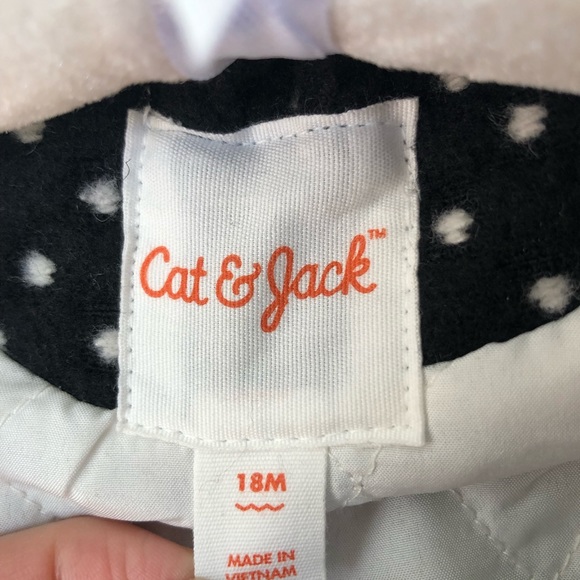 Cat & Jack™
18M
MADE IN
VIETNAM